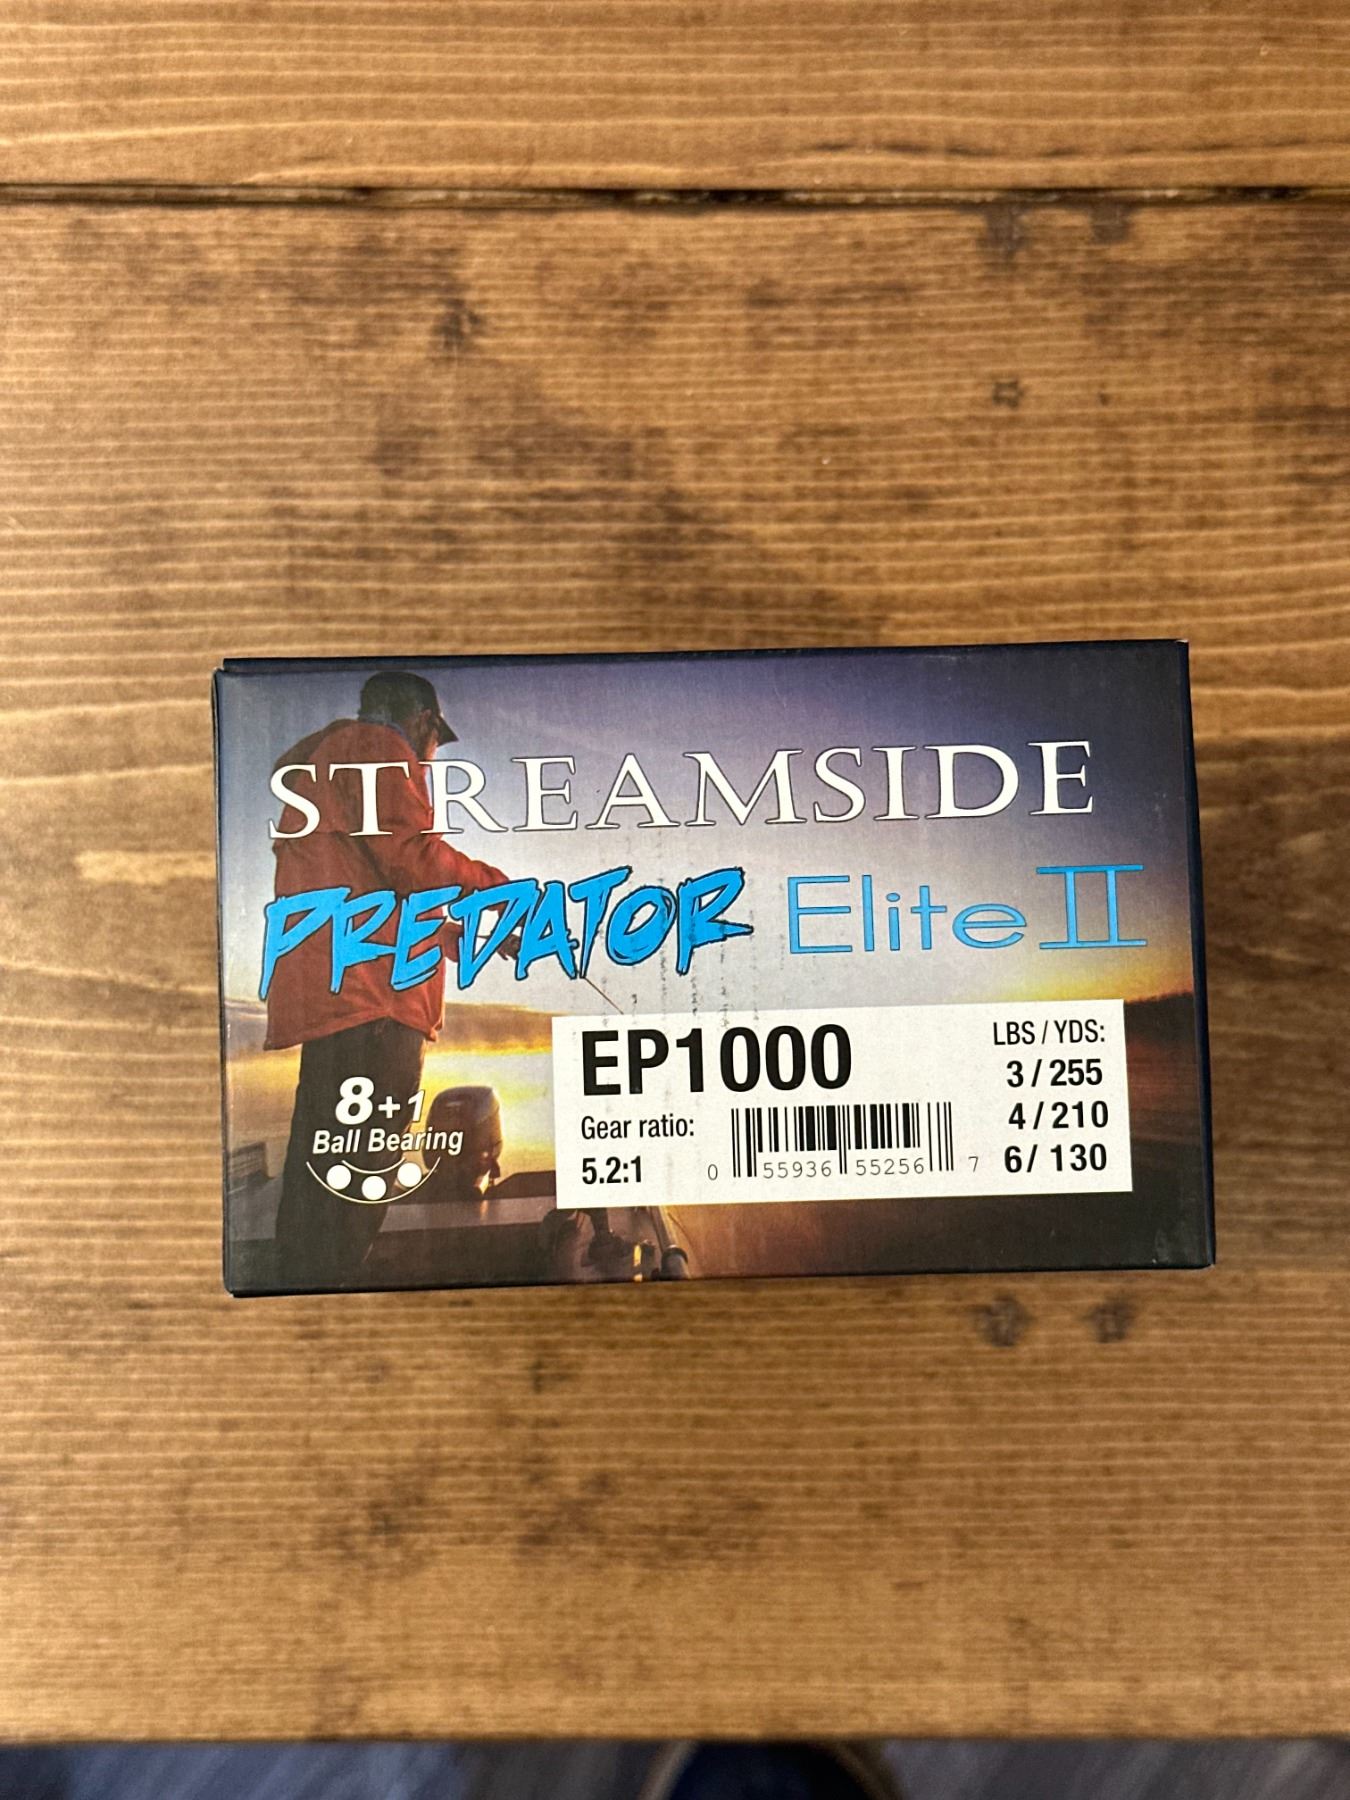 STREAMSIDE
PREDATOR Elite II
EP1000
LBS / YDS:
3 / 255
4 / 210
6/ 130
Gear ratio:
5.2:1
0 55936 55256 7
8+1
Ball Bearing